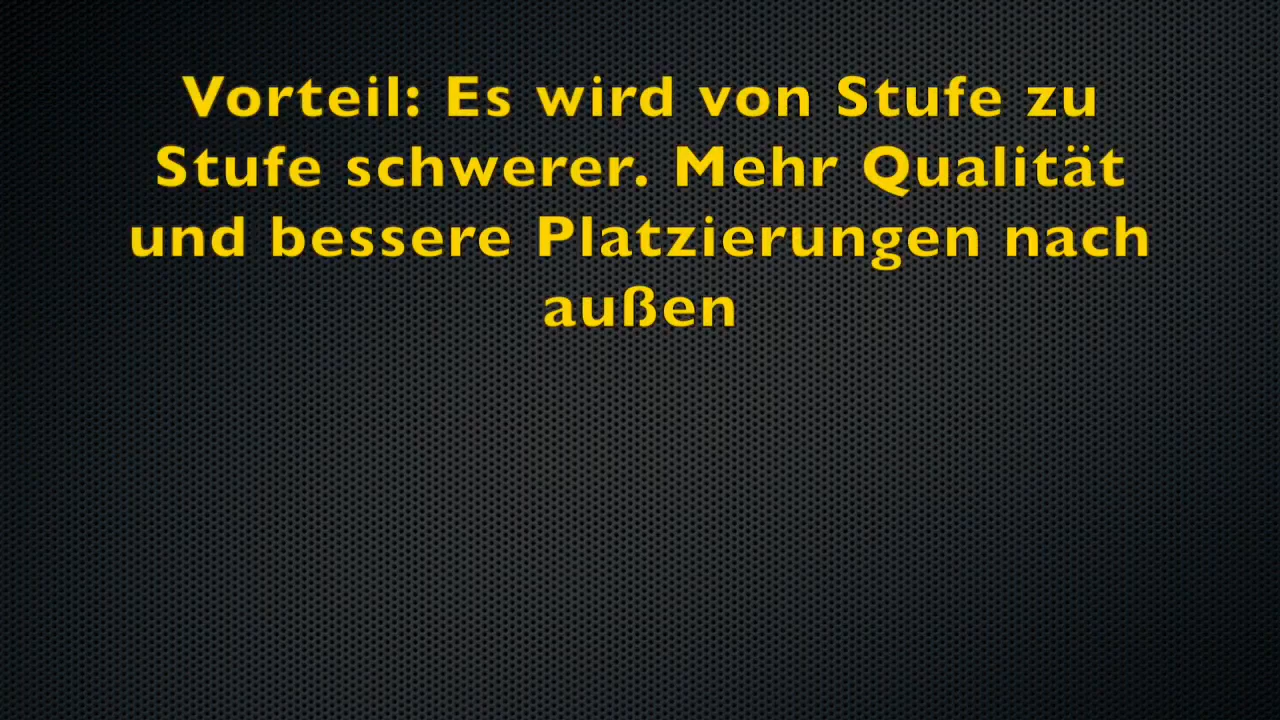 Vorteil: Es wird von Stufe zu
Stufe schwerer. Mehr Qualität
und bessere Platzierungen nach
außen